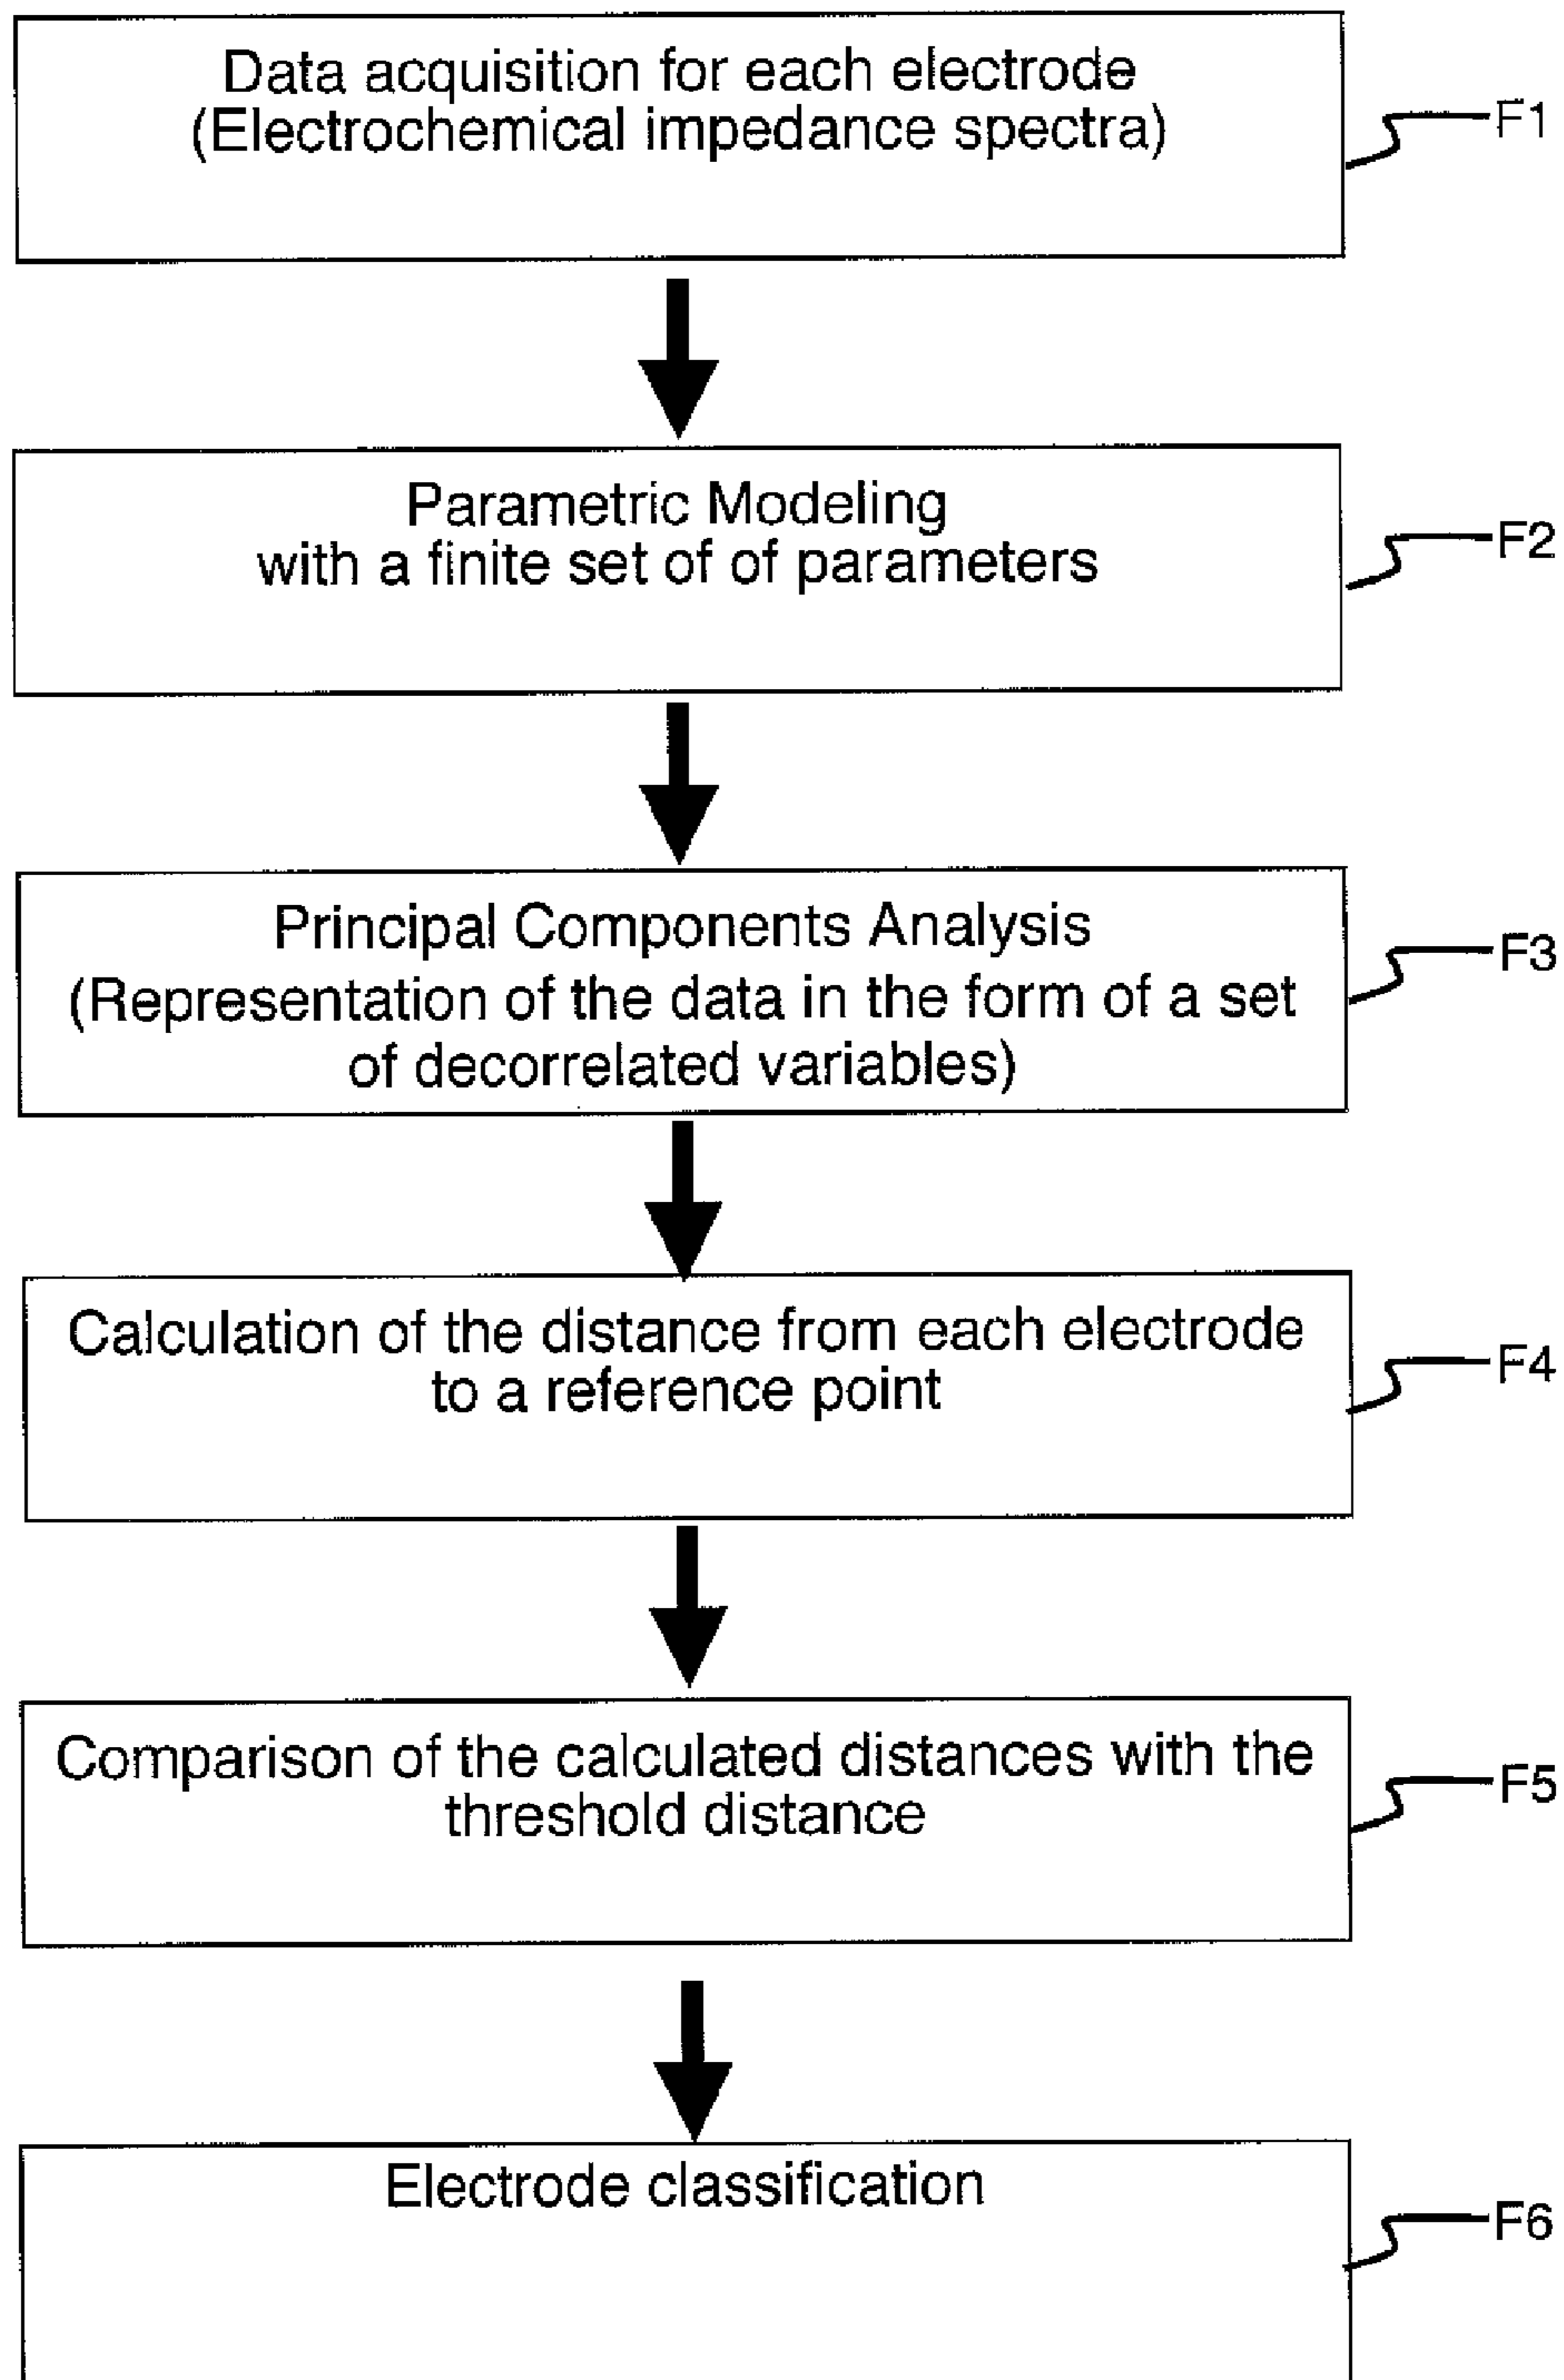 Data acquisition for each electrode
(Electrochemical impedance spectra)
F1
Parametric Modeling
with a finite set of of parameters
F2
Principal Components Analysis
(Representation of the data in the form of a set
of decorrelated variables)
F3
Calculation of the distance from each electrode
to a reference point
F4
Comparison of the calculated distances with the
threshold distance
F5
Electrode classification
F6